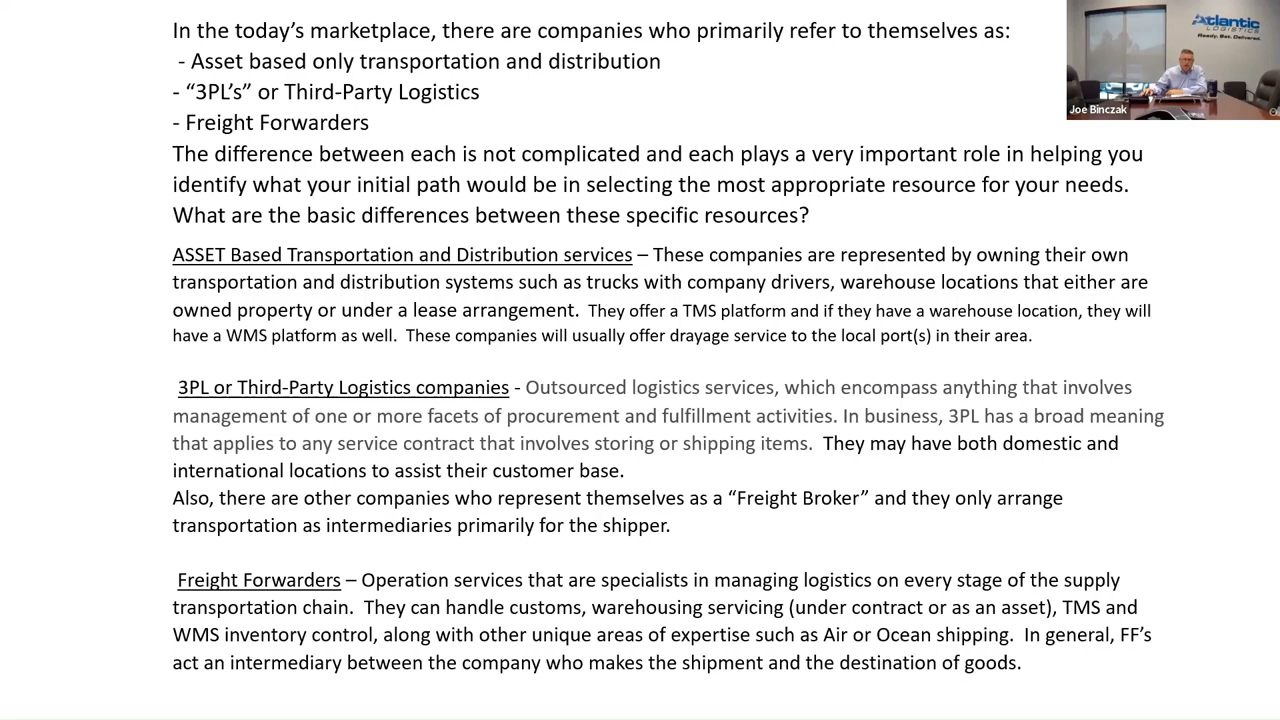 In the today’s marketplace, there are companies who primarily refer to themselves as:
- Asset based only transportation and distribution
- “3PL’s” or Third-Party Logistics
- Freight Forwarders
The difference between each is not complicated and each plays a very important role in helping you
identify what your initial path would be in selecting the most appropriate resource for your needs.
What are the basic differences between these specific resources?
ASSET Based Transportation and Distribution services – These companies are represented by owning their own
transportation and distribution systems such as trucks with company drivers, warehouse locations that either are
owned property or under a lease arrangement. They offer a TMS platform and if they have a warehouse location, they will
have a WMS platform as well. These companies will usually offer drayage service to the local port(s) in their area.
3PL or Third-Party Logistics companies - Outsourced logistics services, which encompass anything that involves
management of one or more facets of procurement and fulfillment activities. In business, 3PL has a broad meaning
that applies to any service contract that involves storing or shipping items. They may have both domestic and
international locations to assist their customer base.
Also, there are other companies who represent themselves as a “Freight Broker” and they only arrange
transportation as intermediaries primarily for the shipper.
Freight Forwarders – Operation services that are specialists in managing logistics on every stage of the supply
transportation chain. They can handle customs, warehousing servicing (under contract or as an asset), TMS and
WMS inventory control, along with other unique areas of expertise such as Air or Ocean shipping. In general, FF’s
act an intermediary between the company who makes the shipment and the destination of goods.
Atlantic
LOGISTICS
Ready. Set. Delivered.
Joe Binczak